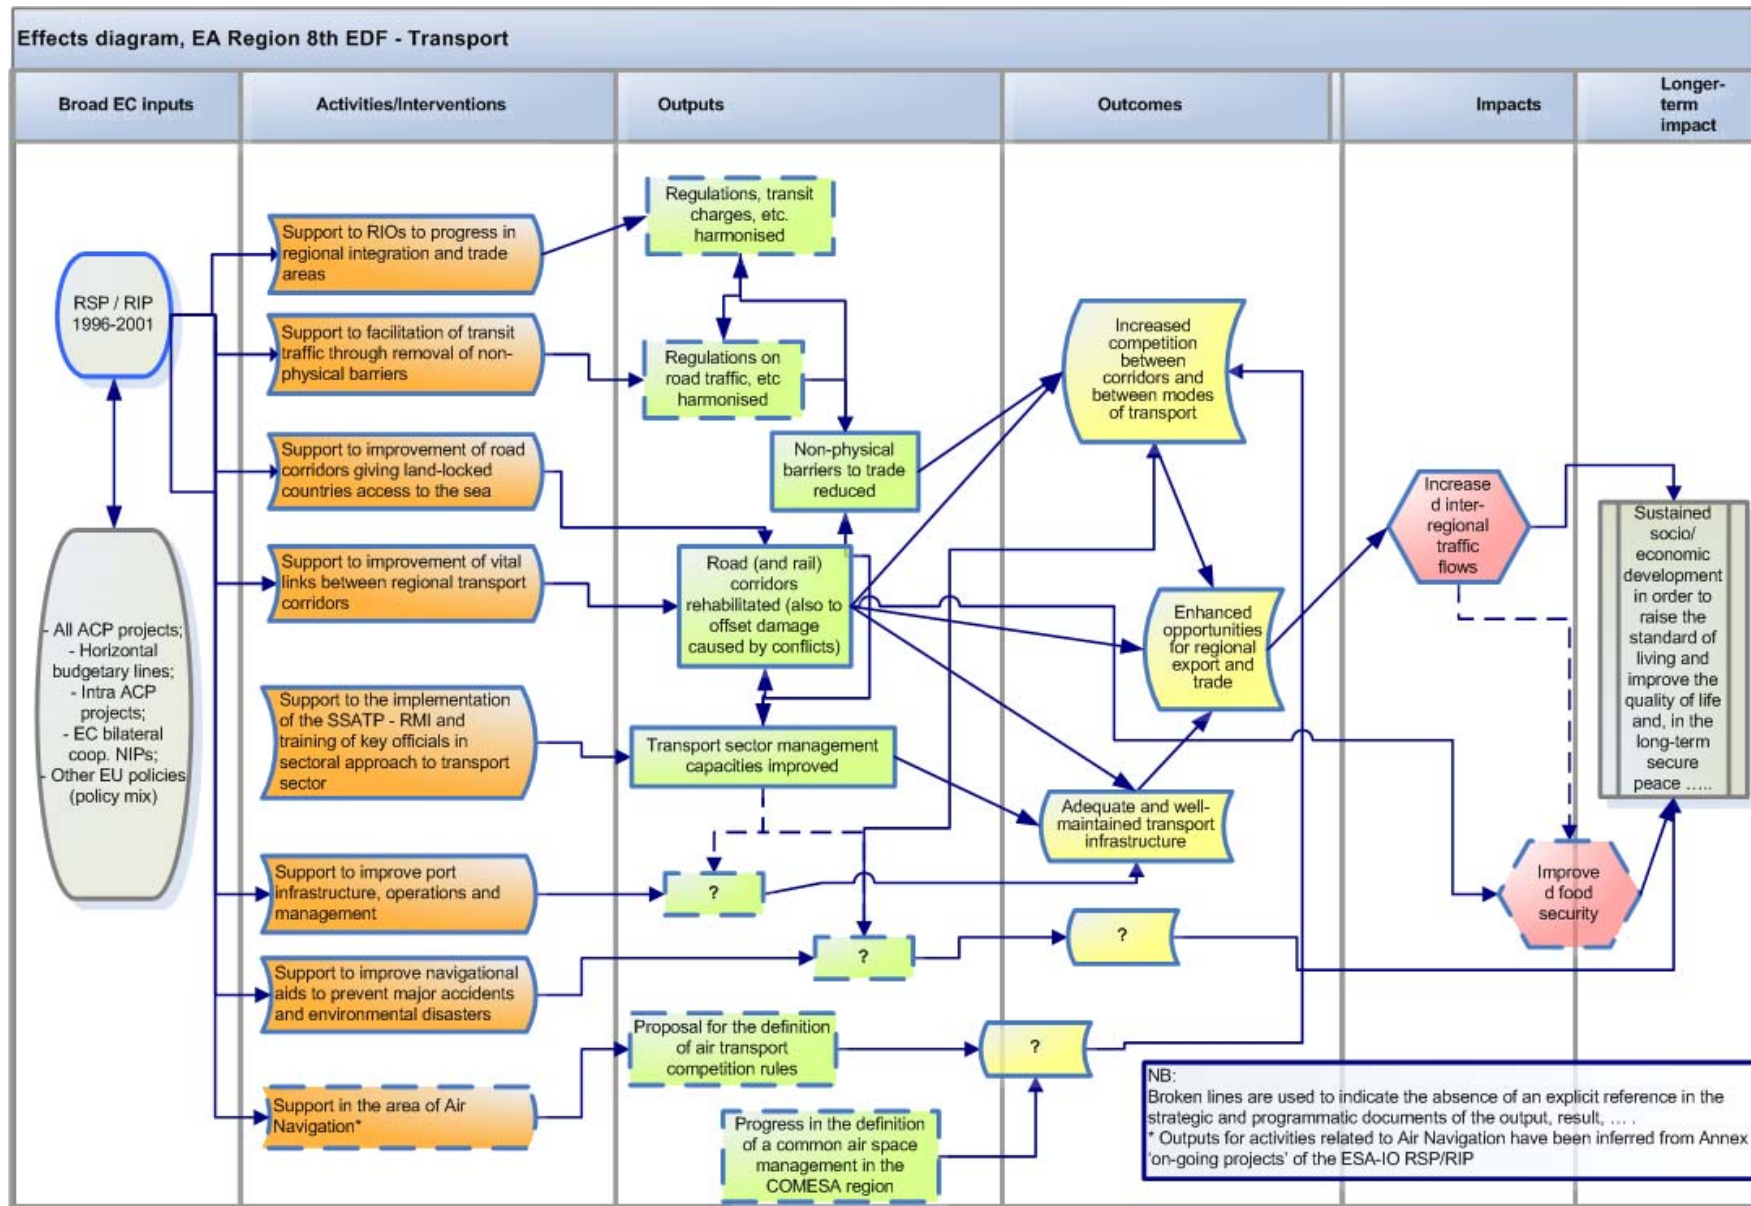 Effects diagram, EA Region 8th EDF - Transport
Broad EC inputs
Activities/Interventions
Outputs
Outcomes
Impacts
Longer-
term
impact
RSP / RIP
1996-2001
- All ACP projects;
- Horizontal
budgetary lines;
- Intra ACP
projects;
- EC bilateral
coop. NIPs;
- Other EU policies
(policy mix)
Support to RIOs to progress in
regional integration and trade
areas
Support to facilitation of transit
traffic through removal of non-
physical barriers
Support to improvement of road
corridors giving land-locked
countries access to the sea
Support to improvement of vital
links between regional transport
corridors
Support to the implementation
of the SSATP - RMI and
training of key officials in
sectoral approach to transport
sector
Support to improve port
infrastructure, operations and
management
Support to improve navigational
aids to prevent major accidents
and environmental disasters
Support in the area of Air
Navigation*
Regulations, transit
charges, etc.
harmonised
Regulations on
road traffic, etc
harmonised
Non-physical
barriers to trade
reduced
Road (and rail)
corridors
rehabilitated (also to
offset damage
caused by conflicts)
Transport sector management
capacities improved
?
?
Proposal for the definition
of air transport
competition rules
Progress in the definition
of a common air space
management in the
COMESA region
Increased
competition
between
corridors and
between modes
of transport
Enhanced
opportunities
for regional
export and
trade
Adequate and well-
maintained transport
infrastructure
?
?
Increase
d inter-
regional
traffic
flows
Improve
d food
security
Sustained
socio/
economic
development
in order to
raise the
standard of
living and
improve the
quality of life
and, in the
long-term
secure
peace .....
NB:
Broken lines are used to indicate the absence of an explicit reference in the
strategic and programmatic documents of the output, result, ... .
* Outputs for activities related to Air Navigation have been inferred from Annex
'on-going projects' of the ESA-IO RSP/RIP